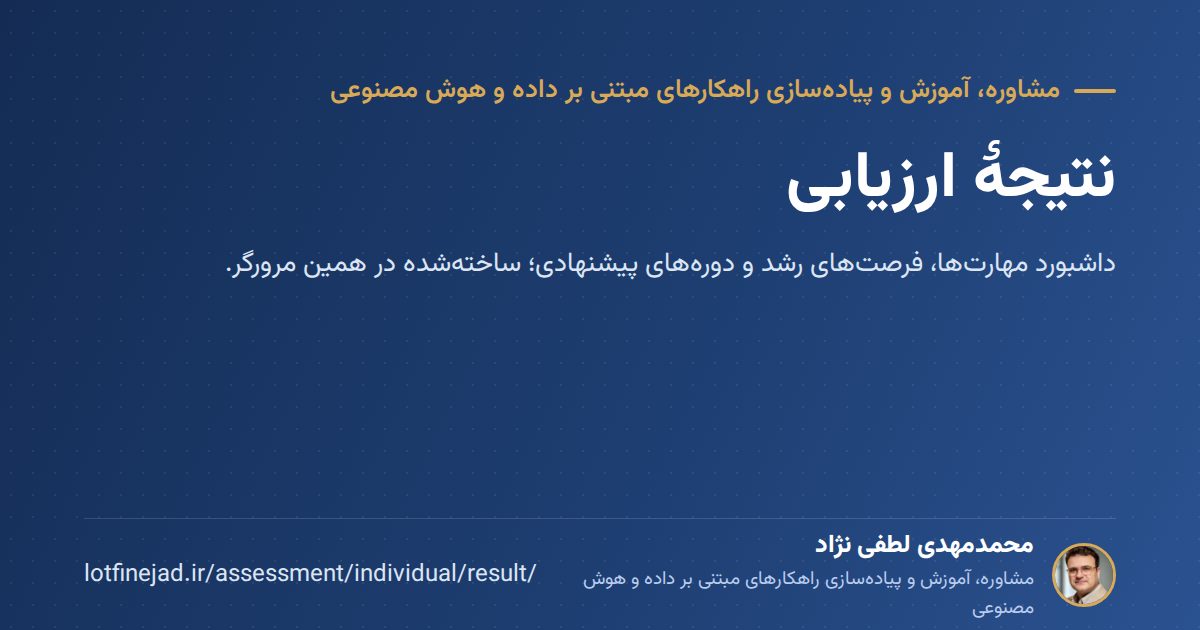 مشاوره، آموزش و پیاده‌سازی راهکارهای مبتنی بر داده و هوش مصنوعی
نتیجهٔ ارزیابی
داشبورد مهارت‌ها، فرصت‌های رشد و دوره‌های پیشنهادی؛ ساخته‌شده در همین مرورگر.
محمدمهدی لطفی نژاد
مشاوره، آموزش و پیاده‌سازی راهکارهای مبتنی بر داده و هوش
مصنوعی
lotfinejad.ir/assessment/individual/result/